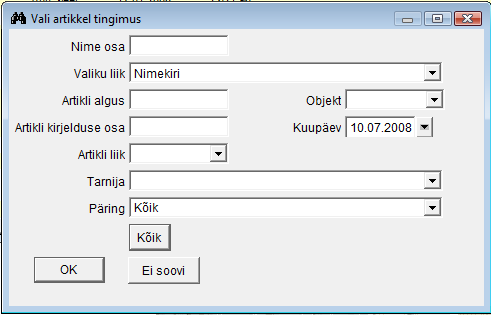 Vali artikkel tingimus
Nime osa
Valiku liik Nimekiri
Artikli algus Objekt
Artikli kirjelduse osa Kuupäev 10.07.2008
Artikli liik
Tarnija
Päring Kõik
Kõik
OK Ei soovi